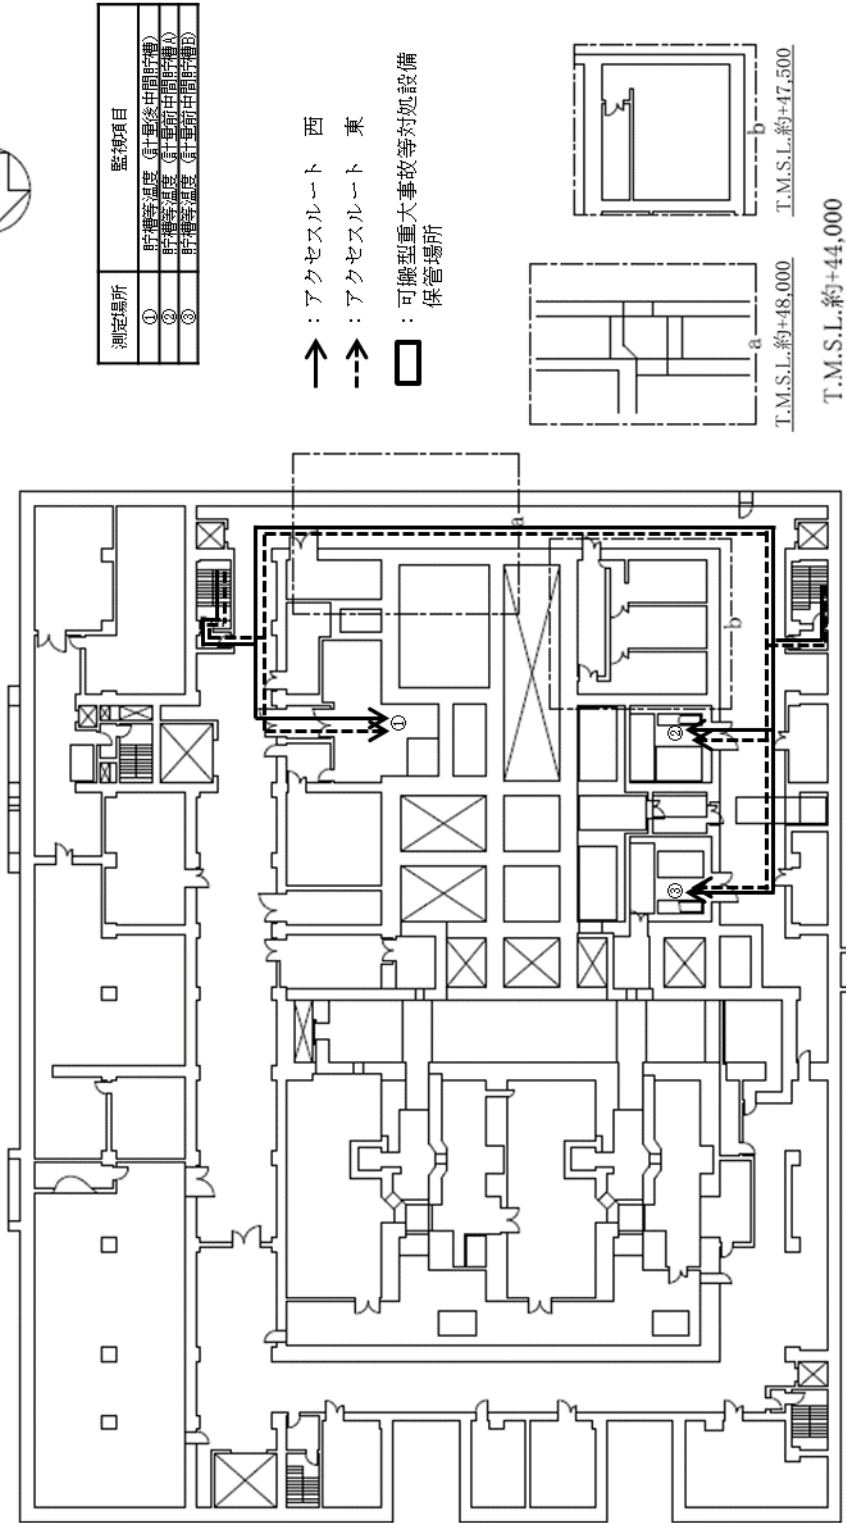 測定場所 監視項目
① 貯槽等温度（計量後中間貯槽）
② 貯槽等温度（計量前中間貯槽A）
③ 貯槽等温度（計量前中間貯槽B）
：アクセスルート 西
：アクセスルート 東
：可搬型重大事故等対処設備
保管場所
a
T.M.S.L.約+48,000
b
T.M.S.L.約+47,500
T.M.S.L.約+44,000
a
b
①
②
③